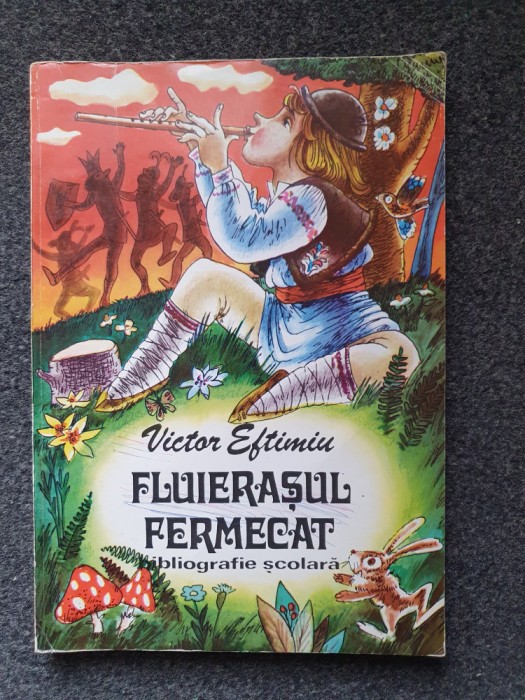 Victor Eftimiu
FLUIERAȘUL
FERMECAT
bibliografie școlară